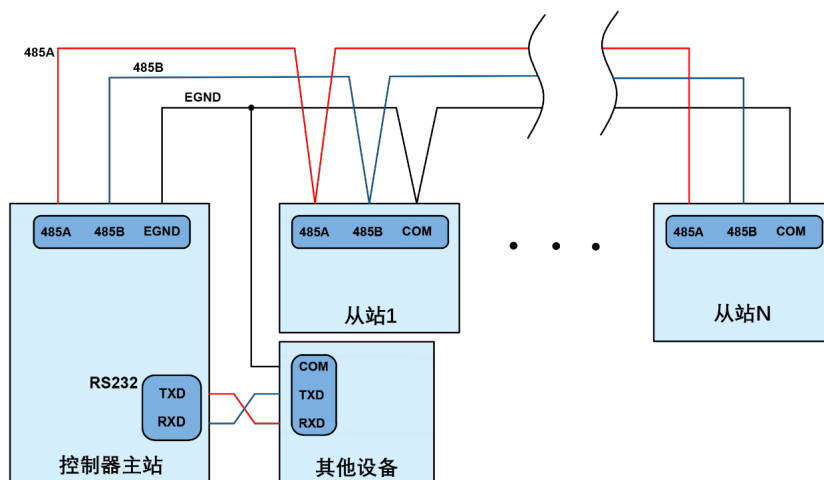 485A
485B
EGND
485A 485B EGND
485A 485B COM
485A 485B COM
从站1
从站N
RS232
TXD
RXD
COM
TXD
RXD
控制器主站
其他设备